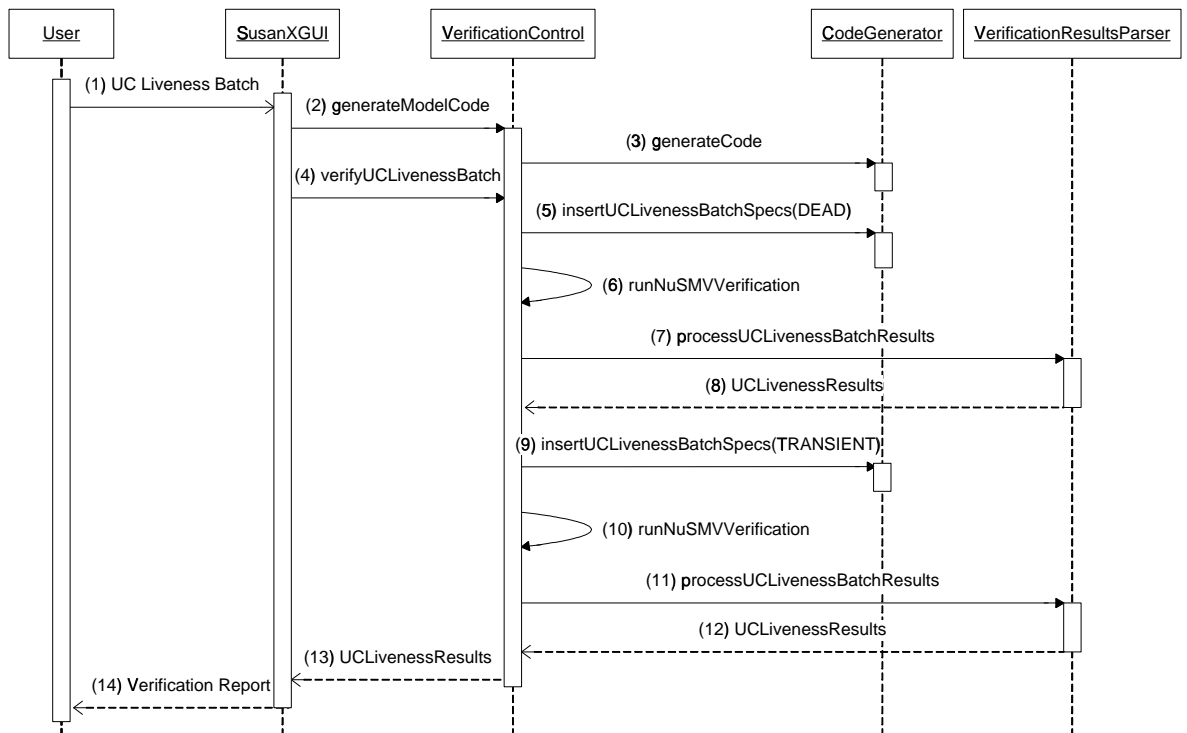 User
SusanXGUI
VerificationControl
CodeGenerator
VerificationResultsParser
(1) UC Liveness Batch
(2) generateModelCode
(3) generateCode
(4) verifyUCLivenessBatch
(5) insertUCLivenessBatchSpecs(DEAD)
(6) runNuSMVVerification
(7) processUCLivenessBatchResults
(8) UCLivenessResults
(9) insertUCLivenessBatchSpecs(TRANSIENT)
(10) runNuSMVVerification
(11) processUCLivenessBatchResults
(12) UCLivenessResults
(13) UCLivenessResults
(14) Verification Report